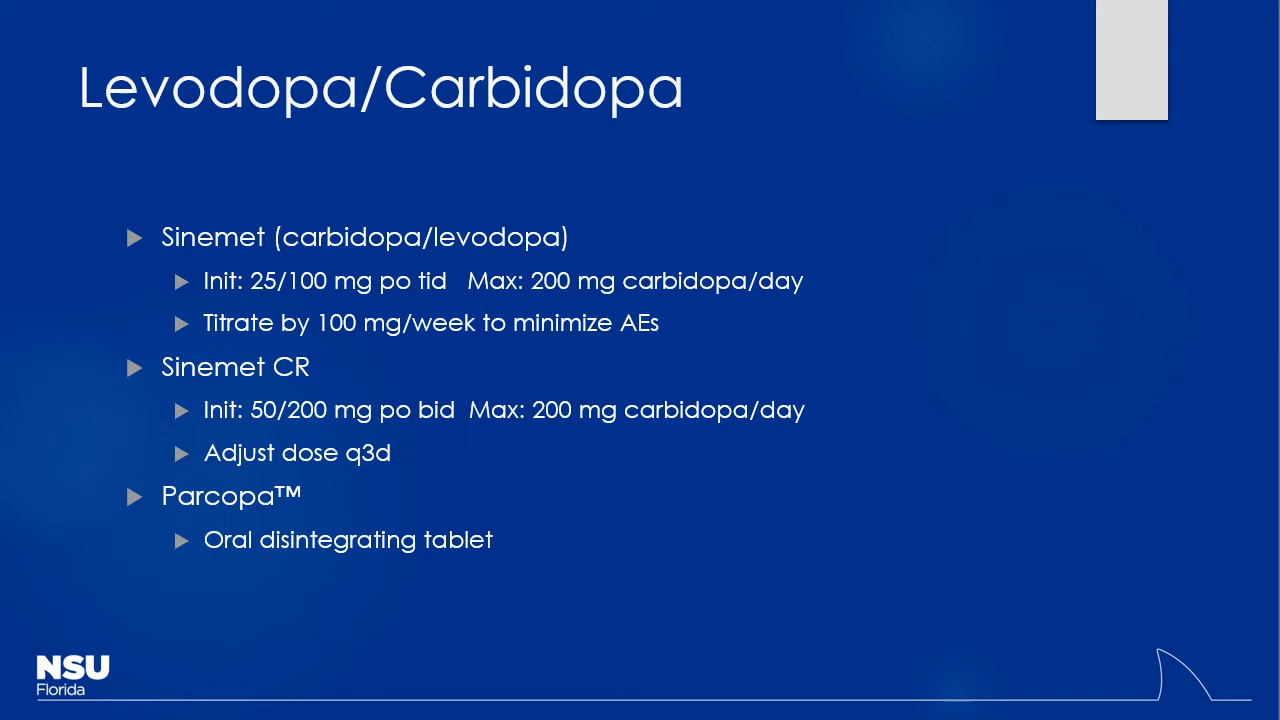 Levodopa/Carbidopa
Sinemet (carbidopa/levodopa)
Init: 25/100 mg po tid   Max: 200 mg carbidopa/day
Titrate by 100 mg/week to minimize AEs
Sinemet CR
Init: 50/200 mg po bid  Max: 200 mg carbidopa/day
Adjust dose q3d
Parcopa™
Oral disintegrating tablet
NSU
Florida